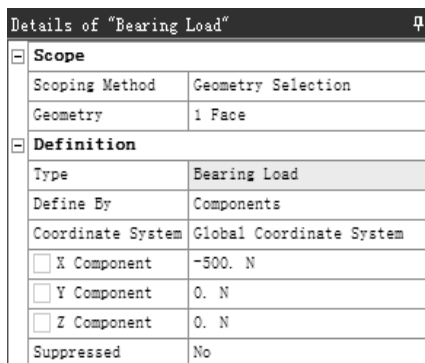 Details of "Bearing Load"
Scope
Scoping Method Geometry Selection
Geometry 1 Face
Definition
Type Bearing Load
Define By Components
Coordinate System Global Coordinate System
X Component -500. N
Y Component 0. N
Z Component 0. N
Suppressed No